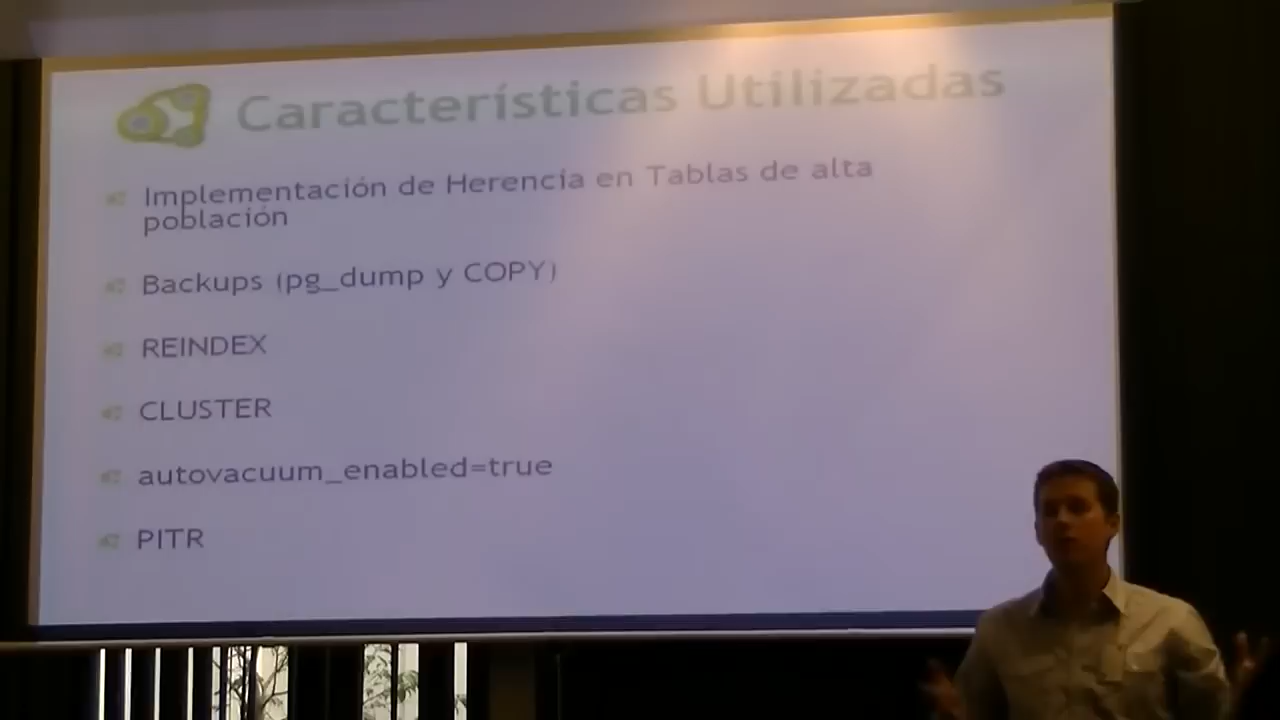 Características Utilizadas
Implementación de Herencia en Tablas de alta
población
Backups (pg_dump y COPY)
REINDEX
CLUSTER
autovacuum_enabled=true
PITR